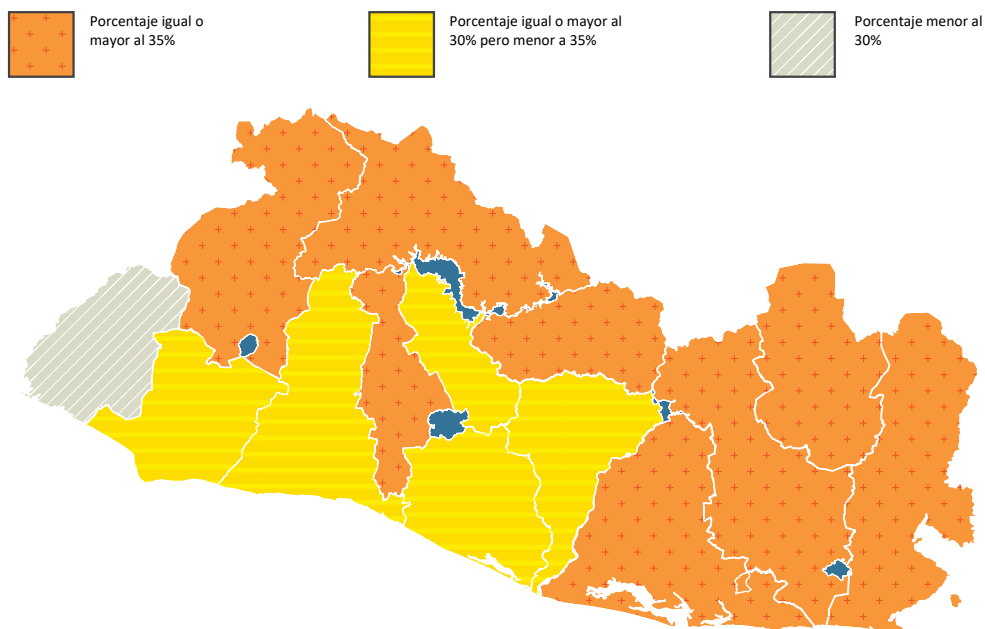 Porcentaje igual o
mayor al 35%
Porcentaje igual o mayor al
30% pero menor a 35%
Porcentaje menor al
30%